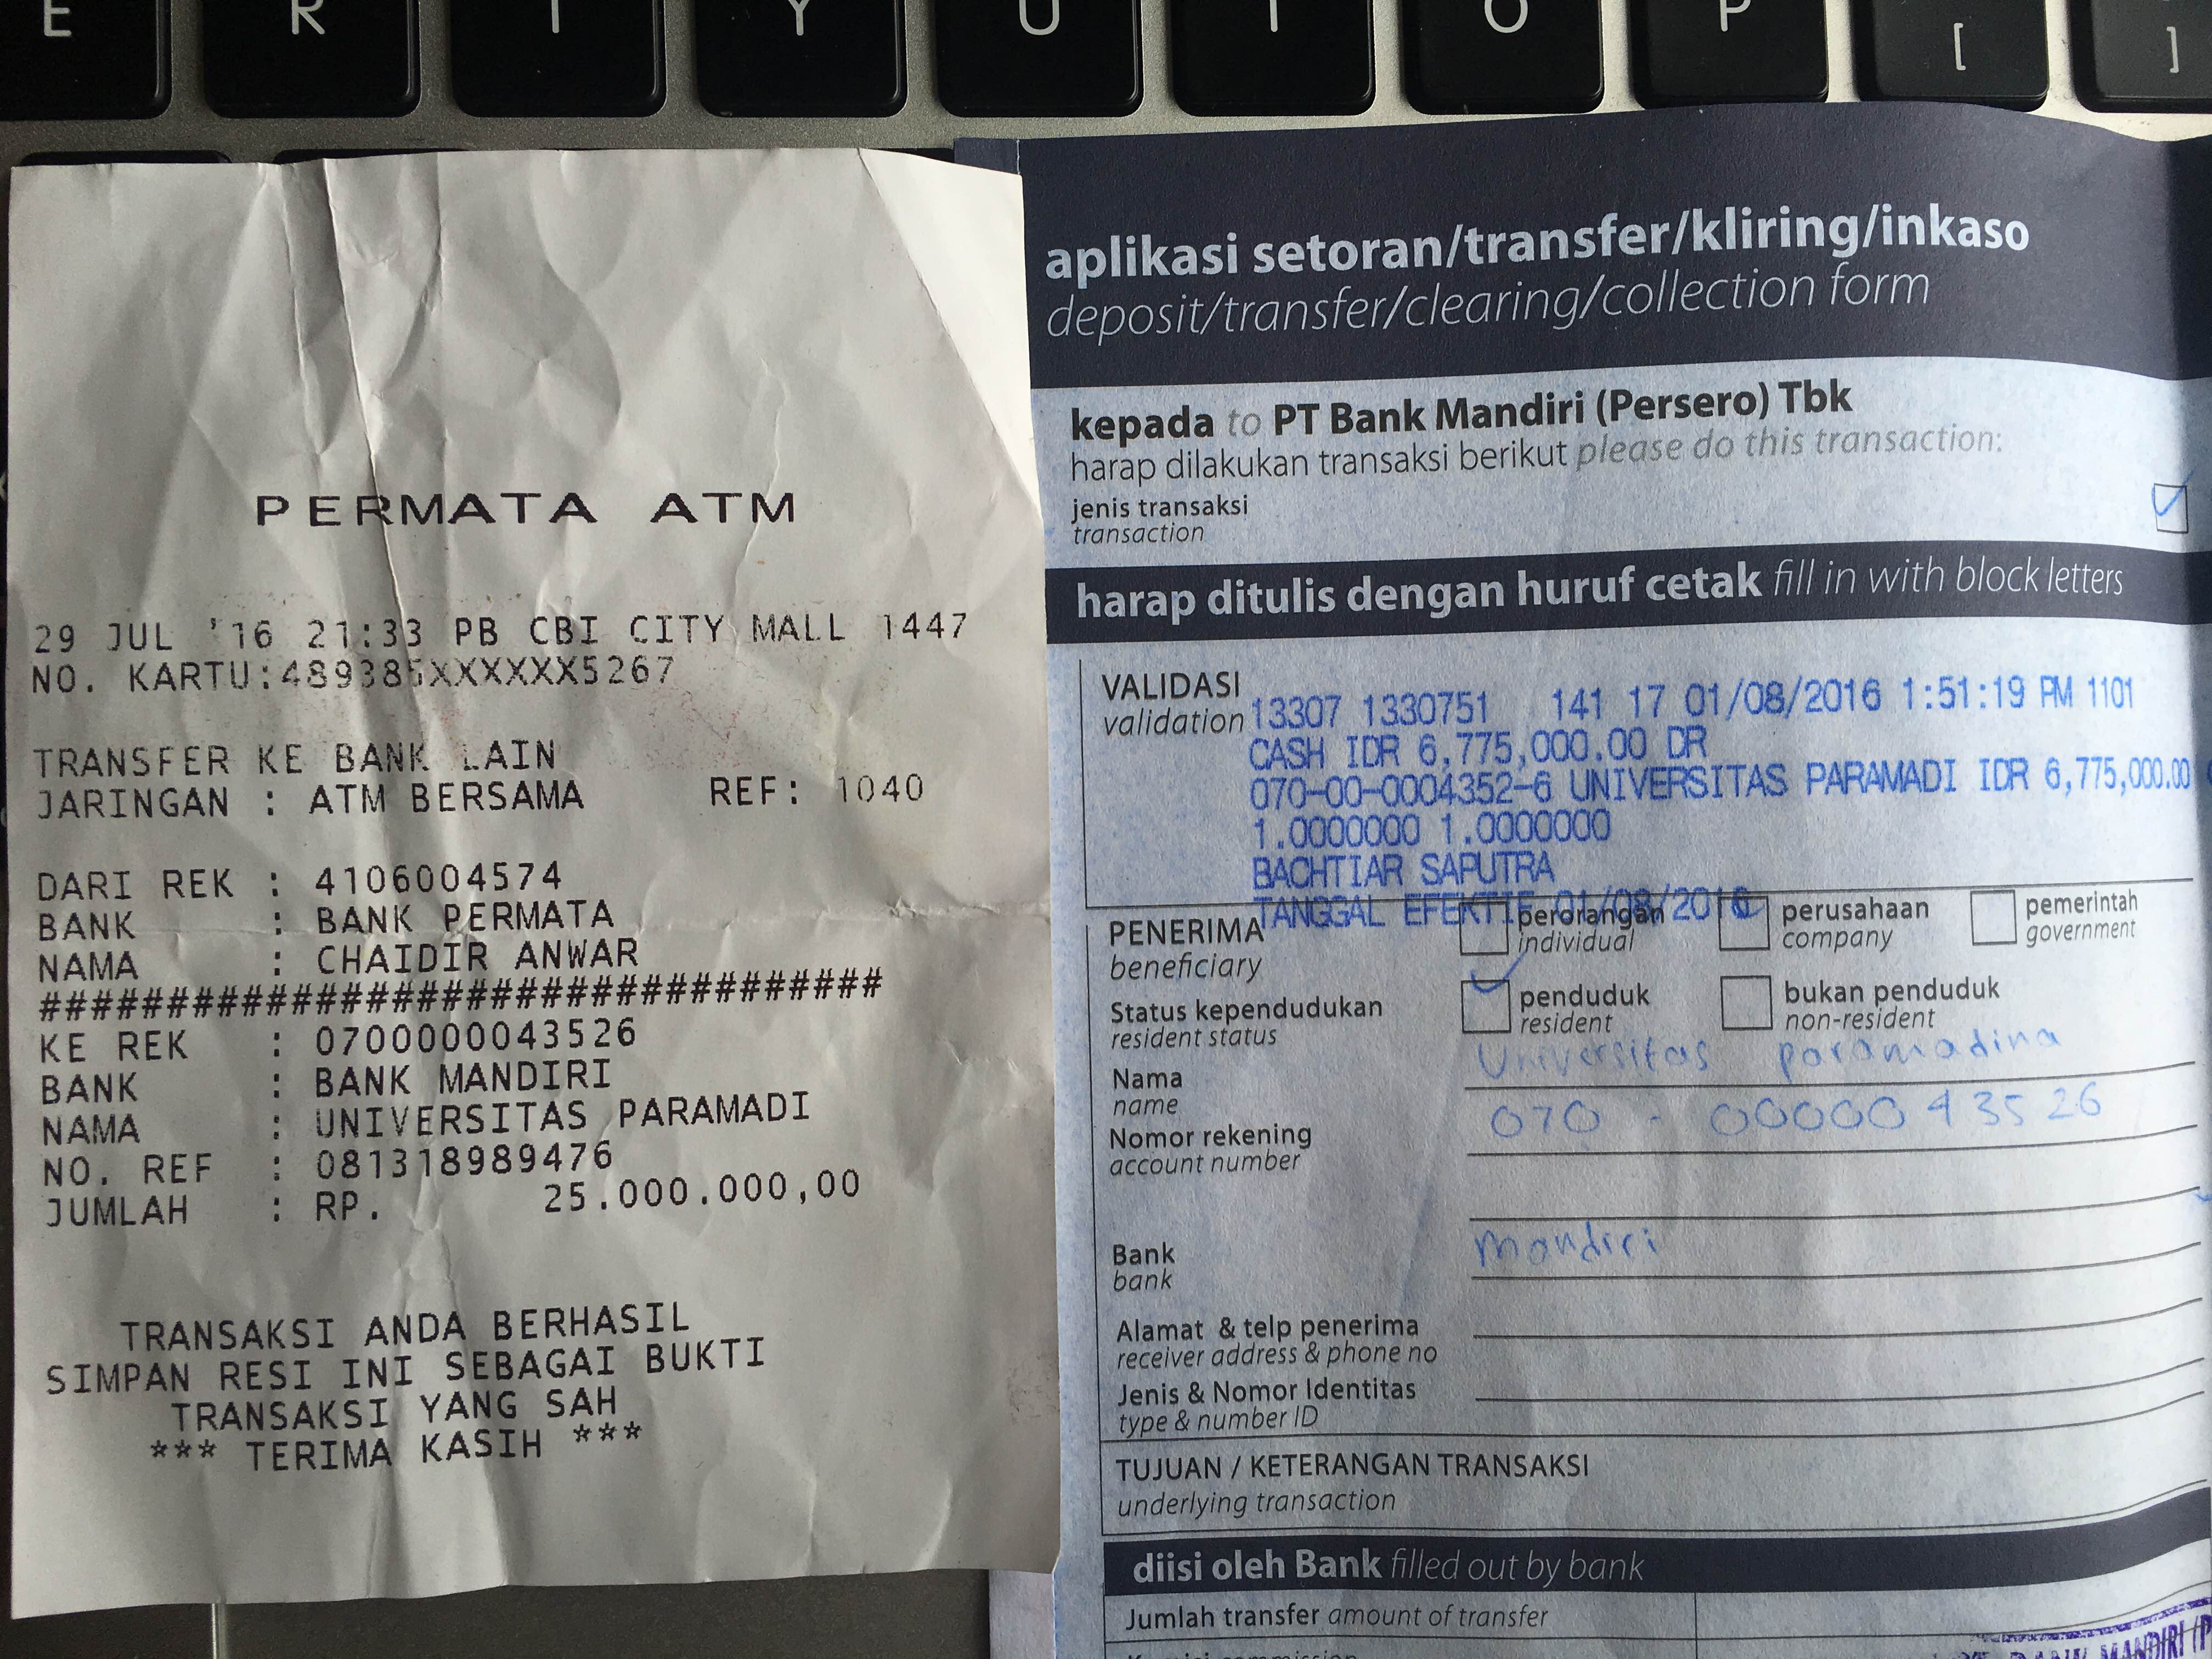 PERMATA ATM
29 JUL '16 21:33 PB CBI CITY MALL 1447
NO. KARTU:489385XXXXXX5267
TRANSFER KE BANK LAIN
JARINGAN : ATM BERSAMA REF: 1040
DARI REK : 4106004574
BANK : BANK PERMATA
NAMA : CHAIDIR ANWAR
########################################
KE REK : 0700000043526
BANK : BANK MANDIRI
NAMA : UNIVERSITAS PARAMADI
NO. REF : 081318989476
JUMLAH : RP. 25.000.000,00
TRANSAKSI ANDA BERHASIL
SIMPAN RESI INI SEBAGAI BUKTI
TRANSAKSI YANG SAH
*** TERIMA KASIH ***
aplikasi setoran/transfer/kliring/inkaso
deposit/transfer/clearing/collection form
kepada to PT Bank Mandiri (Persero) Tbk
harap dilakukan transaksi berikut please do this transaction:
jenis transaksi
transaction
harap ditulis dengan huruf cetak fill in with block letters
VALIDASI
validation
13307 1330751 141 17 01/08/2016 1:51:19 PM 1101
CASH IDR 6,775,000.00 DR
070-00-0004352-6 UNIVERSITAS PARAMADI IDR 6,775,000.00
1.0000000 1.0000000
BACHTIAR SAPUTRA
TANGGAL EFEKTIF 01/08/2016
PENERIMA
beneficiary
perorangan
individual
perusahaan
company
pemerintah
government
Status kependudukan
resident status
penduduk
resident
bukan penduduk
non-resident
Nama
name
Universitas paramadina
Nomor rekening
account number
070 - 0000043526
Bank
bank
Mandiri
Alamat & telp penerima
receiver address & phone no
Jenis & Nomor Identitas
type & number ID
TUJUAN / KETERANGAN TRANSAKSI
underlying transaction
diisi oleh Bank filled out by bank
Jumlah transfer amount of transfer
E
R
T
Y
U
I
O
P
[
]